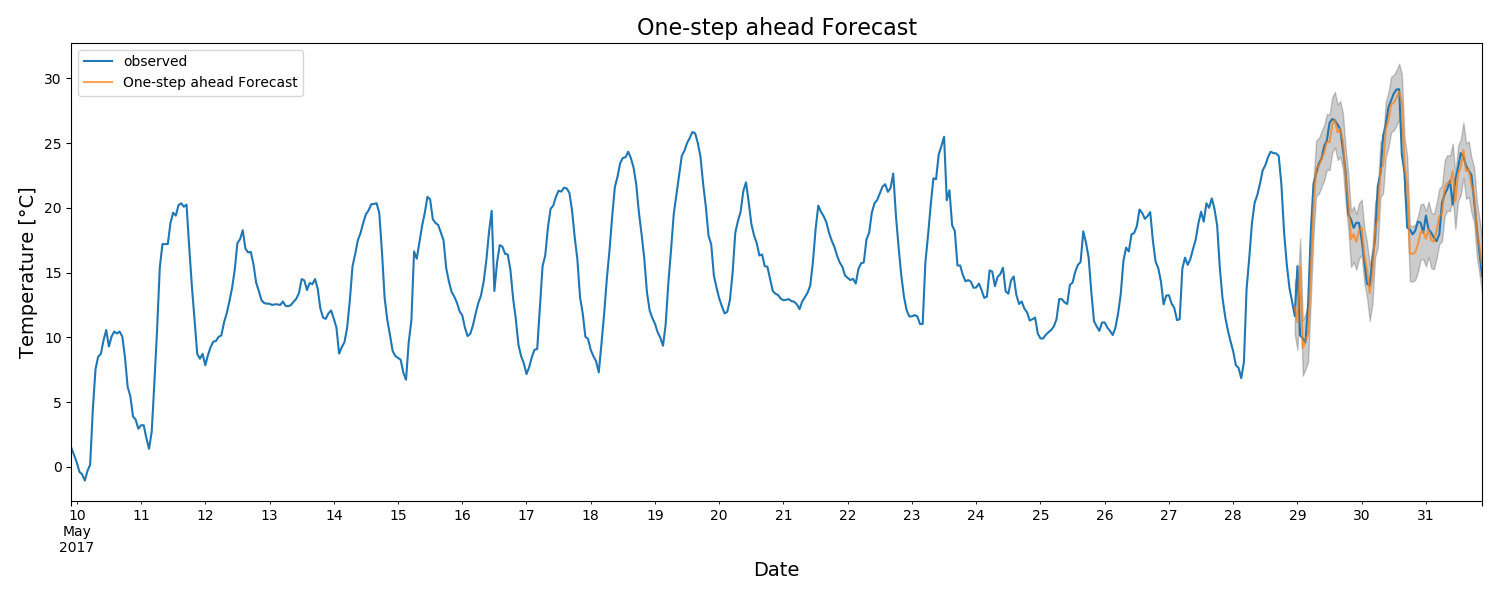 One-step ahead Forecast
observed
One-step ahead Forecast
30
25
20
15
10
5
0
Temperature [°C]
10 11 12 13 14 15 16 17 18 19 20 21 22 23 24 25 26 27 28 29 30 31
May
2017
Date